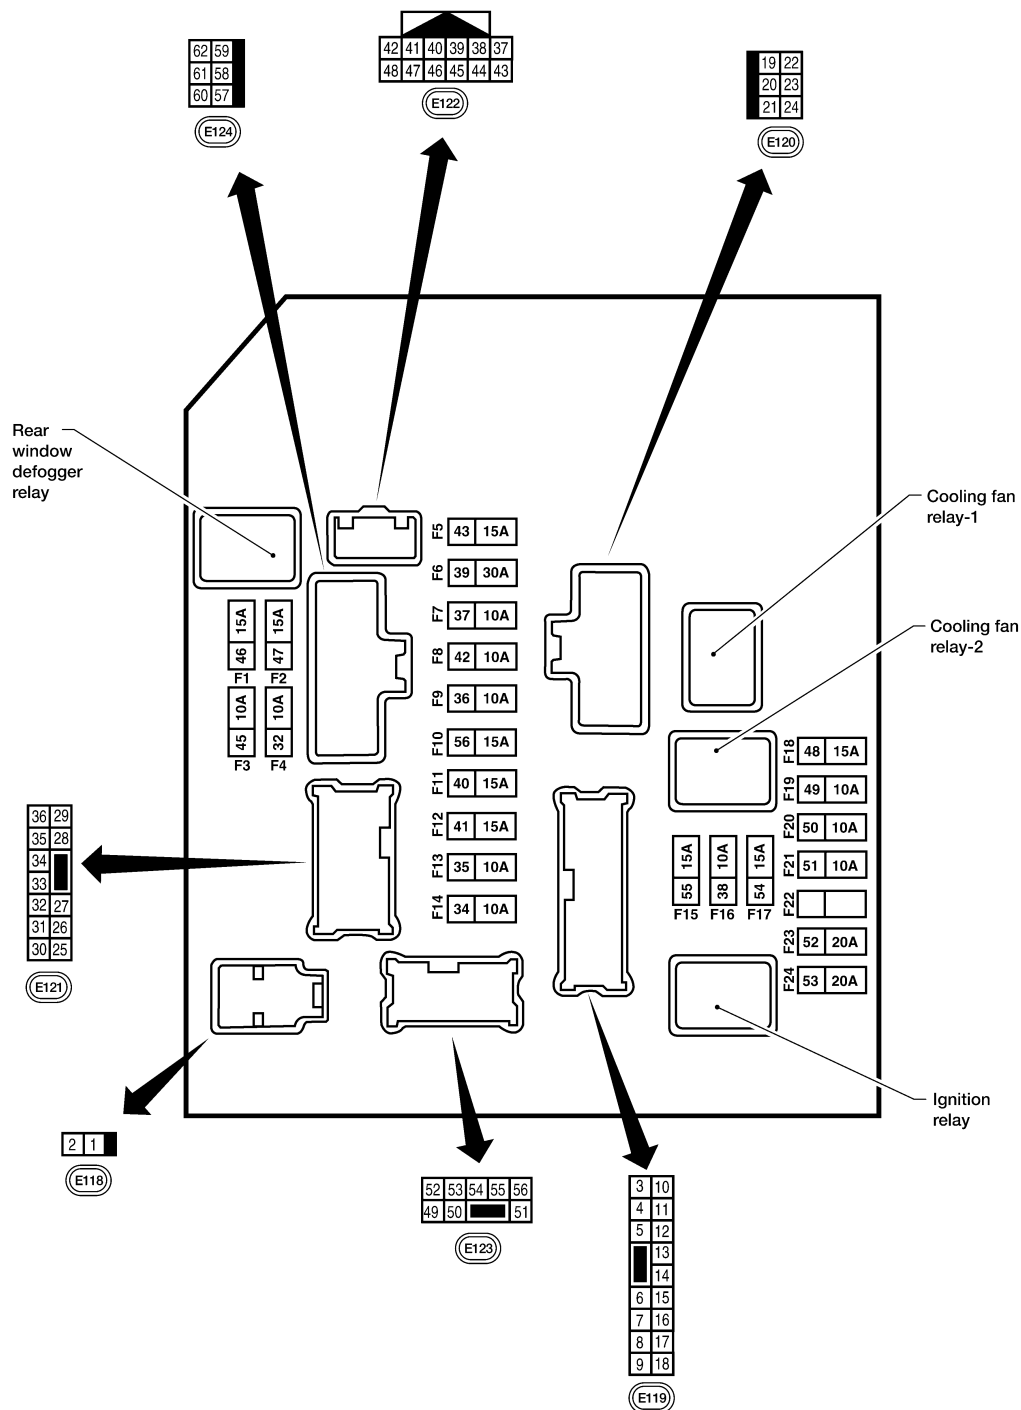 62 59
61 58
60 57
E124
42 41 40 39 38 37
48 47 46 45 44 43
E122
19 22
20 23
21 24
E120
Rear
window
defogger
relay
Cooling fan
relay-1
Cooling fan
relay-2
F5 43 15A
F6 39 30A
F7 37 10A
F8 42 10A
F9 36 10A
F10 56 15A
F11 40 15A
F12 41 15A
F13 35 10A
F14 34 10A
15A 46 F1
15A 47 F2
10A 45 F3
10A 32 F4
F18 48 15A
F19 49 10A
F20 50 10A
F21 51 10A
F22
F23 52 20A
F24 53 20A
15A 55 F15
10A 38 F16
15A 54 F17
36 29
35 28
34
33
32 27
31 26
30 25
E121
Ignition
relay
2 1
E118
52 53 54 55 56
49 50 51
E123
3 10
4 11
5 12
13
14
6 15
7 16
8 17
9 18
E119